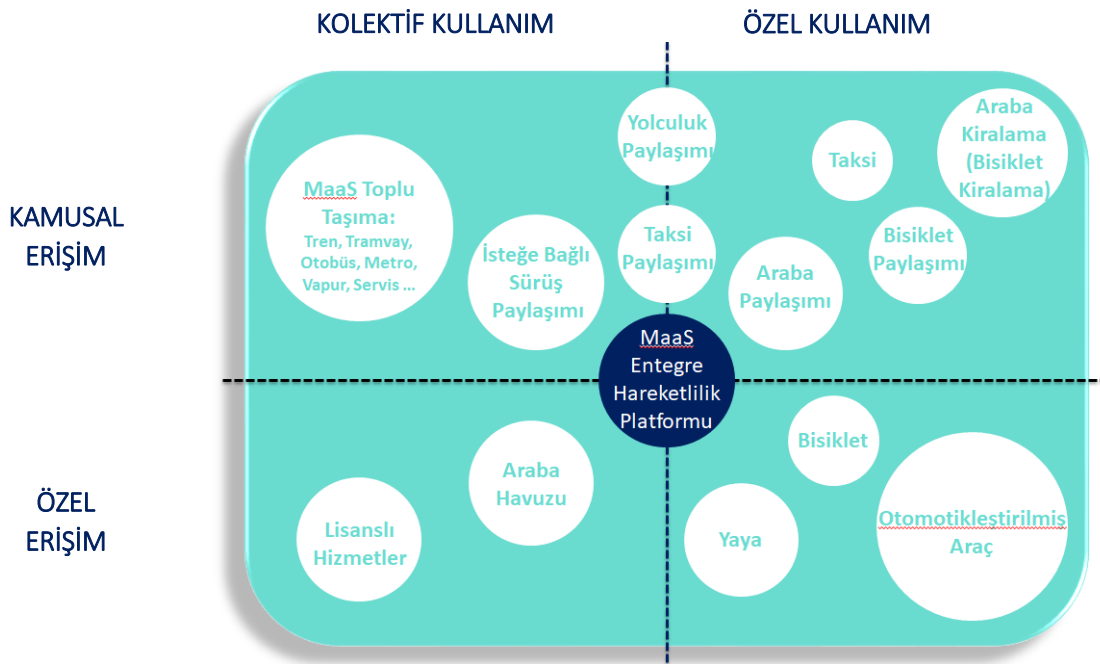 KOLEKTİF KULLANIM
ÖZEL KULLANIM
KAMUSAL
ERİŞİM
MaaS Toplu
Taşıma:
Tren, Tramvay,
Otobüs, Metro,
Vapur, Servis ...
İsteğe Bağlı
Sürüş
Paylaşımı
Yolculuk
Paylaşımı
Taksi
Paylaşımı
Taksi
Araba
Kiralama
(Bisiklet
Kiralama)
Bisiklet
Paylaşımı
Araba
Paylaşımı
MaaS
Entegre
Hareketlilik
Platformu
ÖZEL
ERİŞİM
Lisanslı
Hizmetler
Araba
Havuzu
Bisiklet
Yaya
Otomotikleştirilmiş
Araç